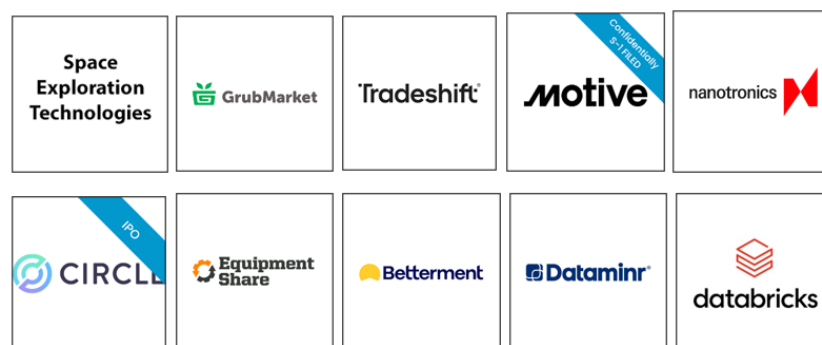 Space
Exploration
Technologies
GrubMarket
Tradeshift®
Confidentially
S-1 FILED
motive
nanotronics
IPO
CIRCLE
Equipment
Share
Betterment
Dataminr®
databricks